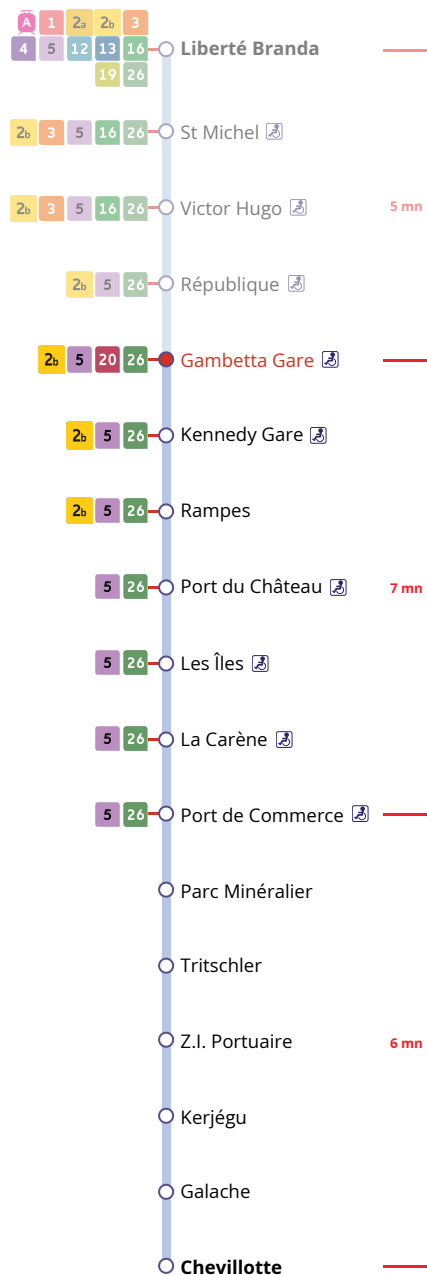 A 1 2a 2b 3
4 5 12 13 16 Liberté Branda
19 26
2b 3 5 16 26 St Michel
2b 3 5 16 26 Victor Hugo 5 mn
2b 5 26 République
2b 5 20 26 Gambetta Gare
2b 5 26 Kennedy Gare
2b 5 26 Rampes
5 26 Port du Château 7 mn
5 26 Les Îles
5 26 La Carène
5 26 Port de Commerce
Parc Minéralier
Tritschler
Z.I. Portuaire 6 mn
Kerjégu
Galache
Chevillotte